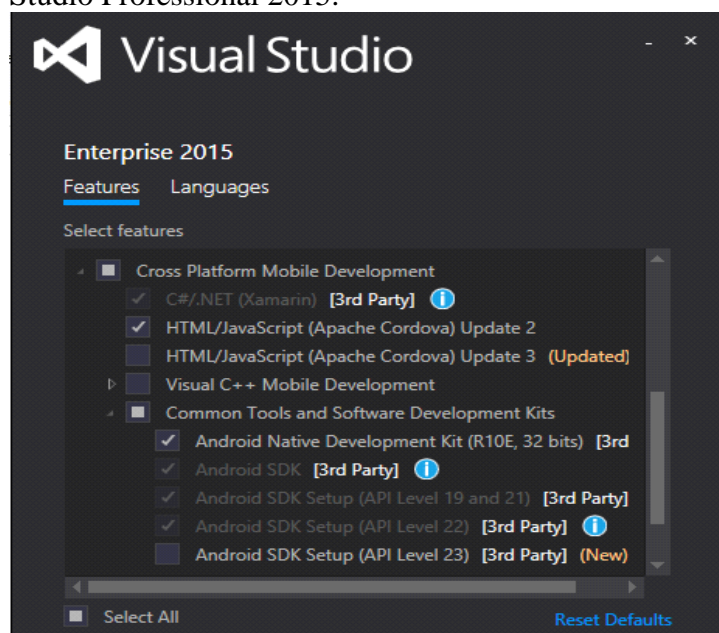 Studio Professional 2015.
Visual Studio
Enterprise 2015
Features Languages
Select features
Cross Platform Mobile Development
C#/.NET (Xamarin) [3rd Party]
HTML/JavaScript (Apache Cordova) Update 2
HTML/JavaScript (Apache Cordova) Update 3 (Updated)
Visual C++ Mobile Development
Common Tools and Software Development Kits
Android Native Development Kit (R10E, 32 bits) [3rd
Android SDK [3rd Party]
Android SDK Setup (API Level 19 and 21) [3rd Party]
Android SDK Setup (API Level 22) [3rd Party]
Android SDK Setup (API Level 23) [3rd Party] (New)
Select All Reset Defaults